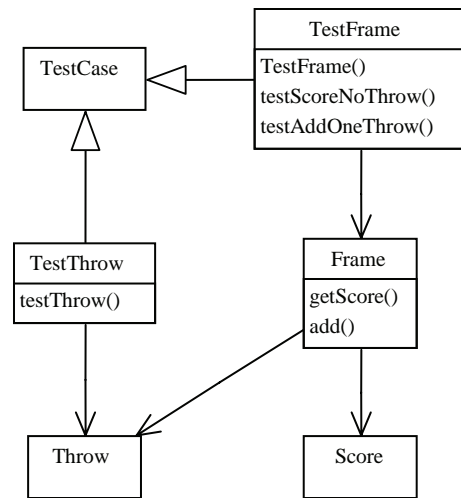 TestFrame
TestCase
TestFrame()
testScoreNoThrow()
testAddOneThrow()
TestThrow
testThrow()
Frame
getScore()
add()
Throw
Score